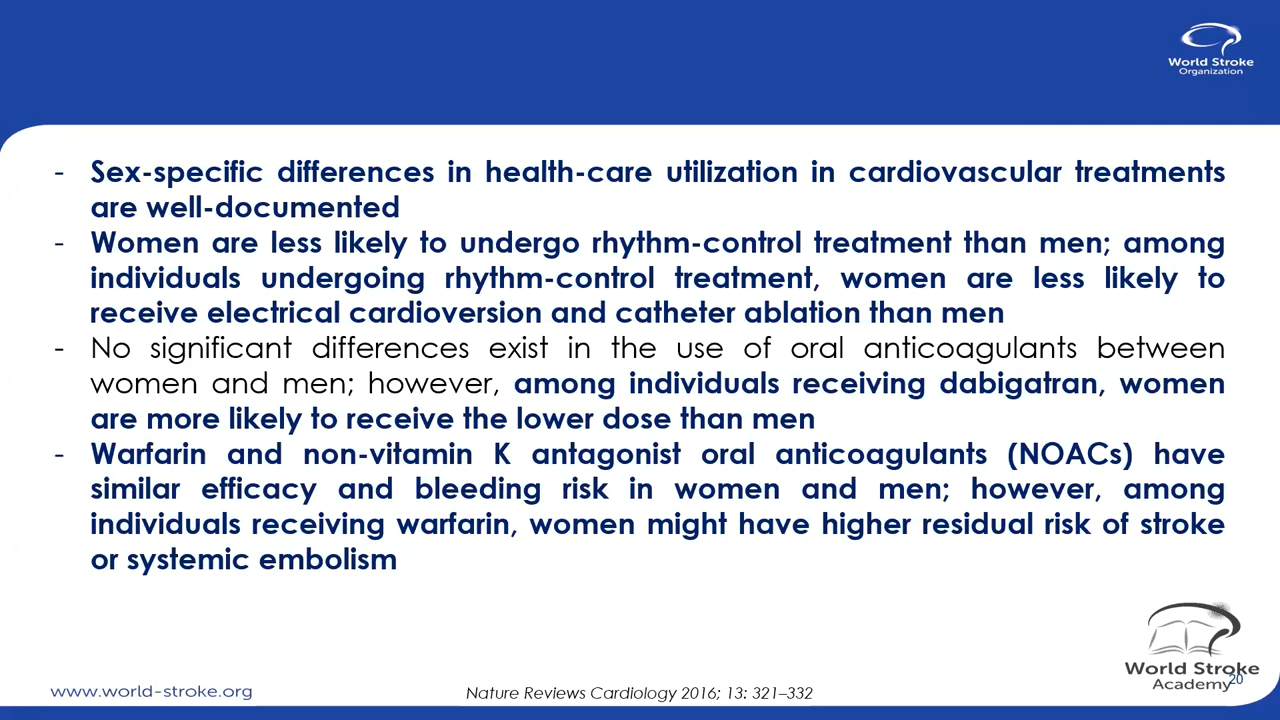 World Stroke
Organization
- Sex-specific differences in health-care utilization in cardiovascular treatments
are well-documented
- Women are less likely to undergo rhythm-control treatment than men; among
individuals undergoing rhythm-control treatment, women are less likely to
receive electrical cardioversion and catheter ablation than men
- No significant differences exist in the use of oral anticoagulants between
women and men; however, among individuals receiving dabigatran, women
are more likely to receive the lower dose than men
- Warfarin and non-vitamin K antagonist oral anticoagulants (NOACs) have
similar efficacy and bleeding risk in women and men; however, among
individuals receiving warfarin, women might have higher residual risk of stroke
or systemic embolism
World Stroke
Academy
20
www.world-stroke.org
Nature Reviews Cardiology 2016; 13: 321–332